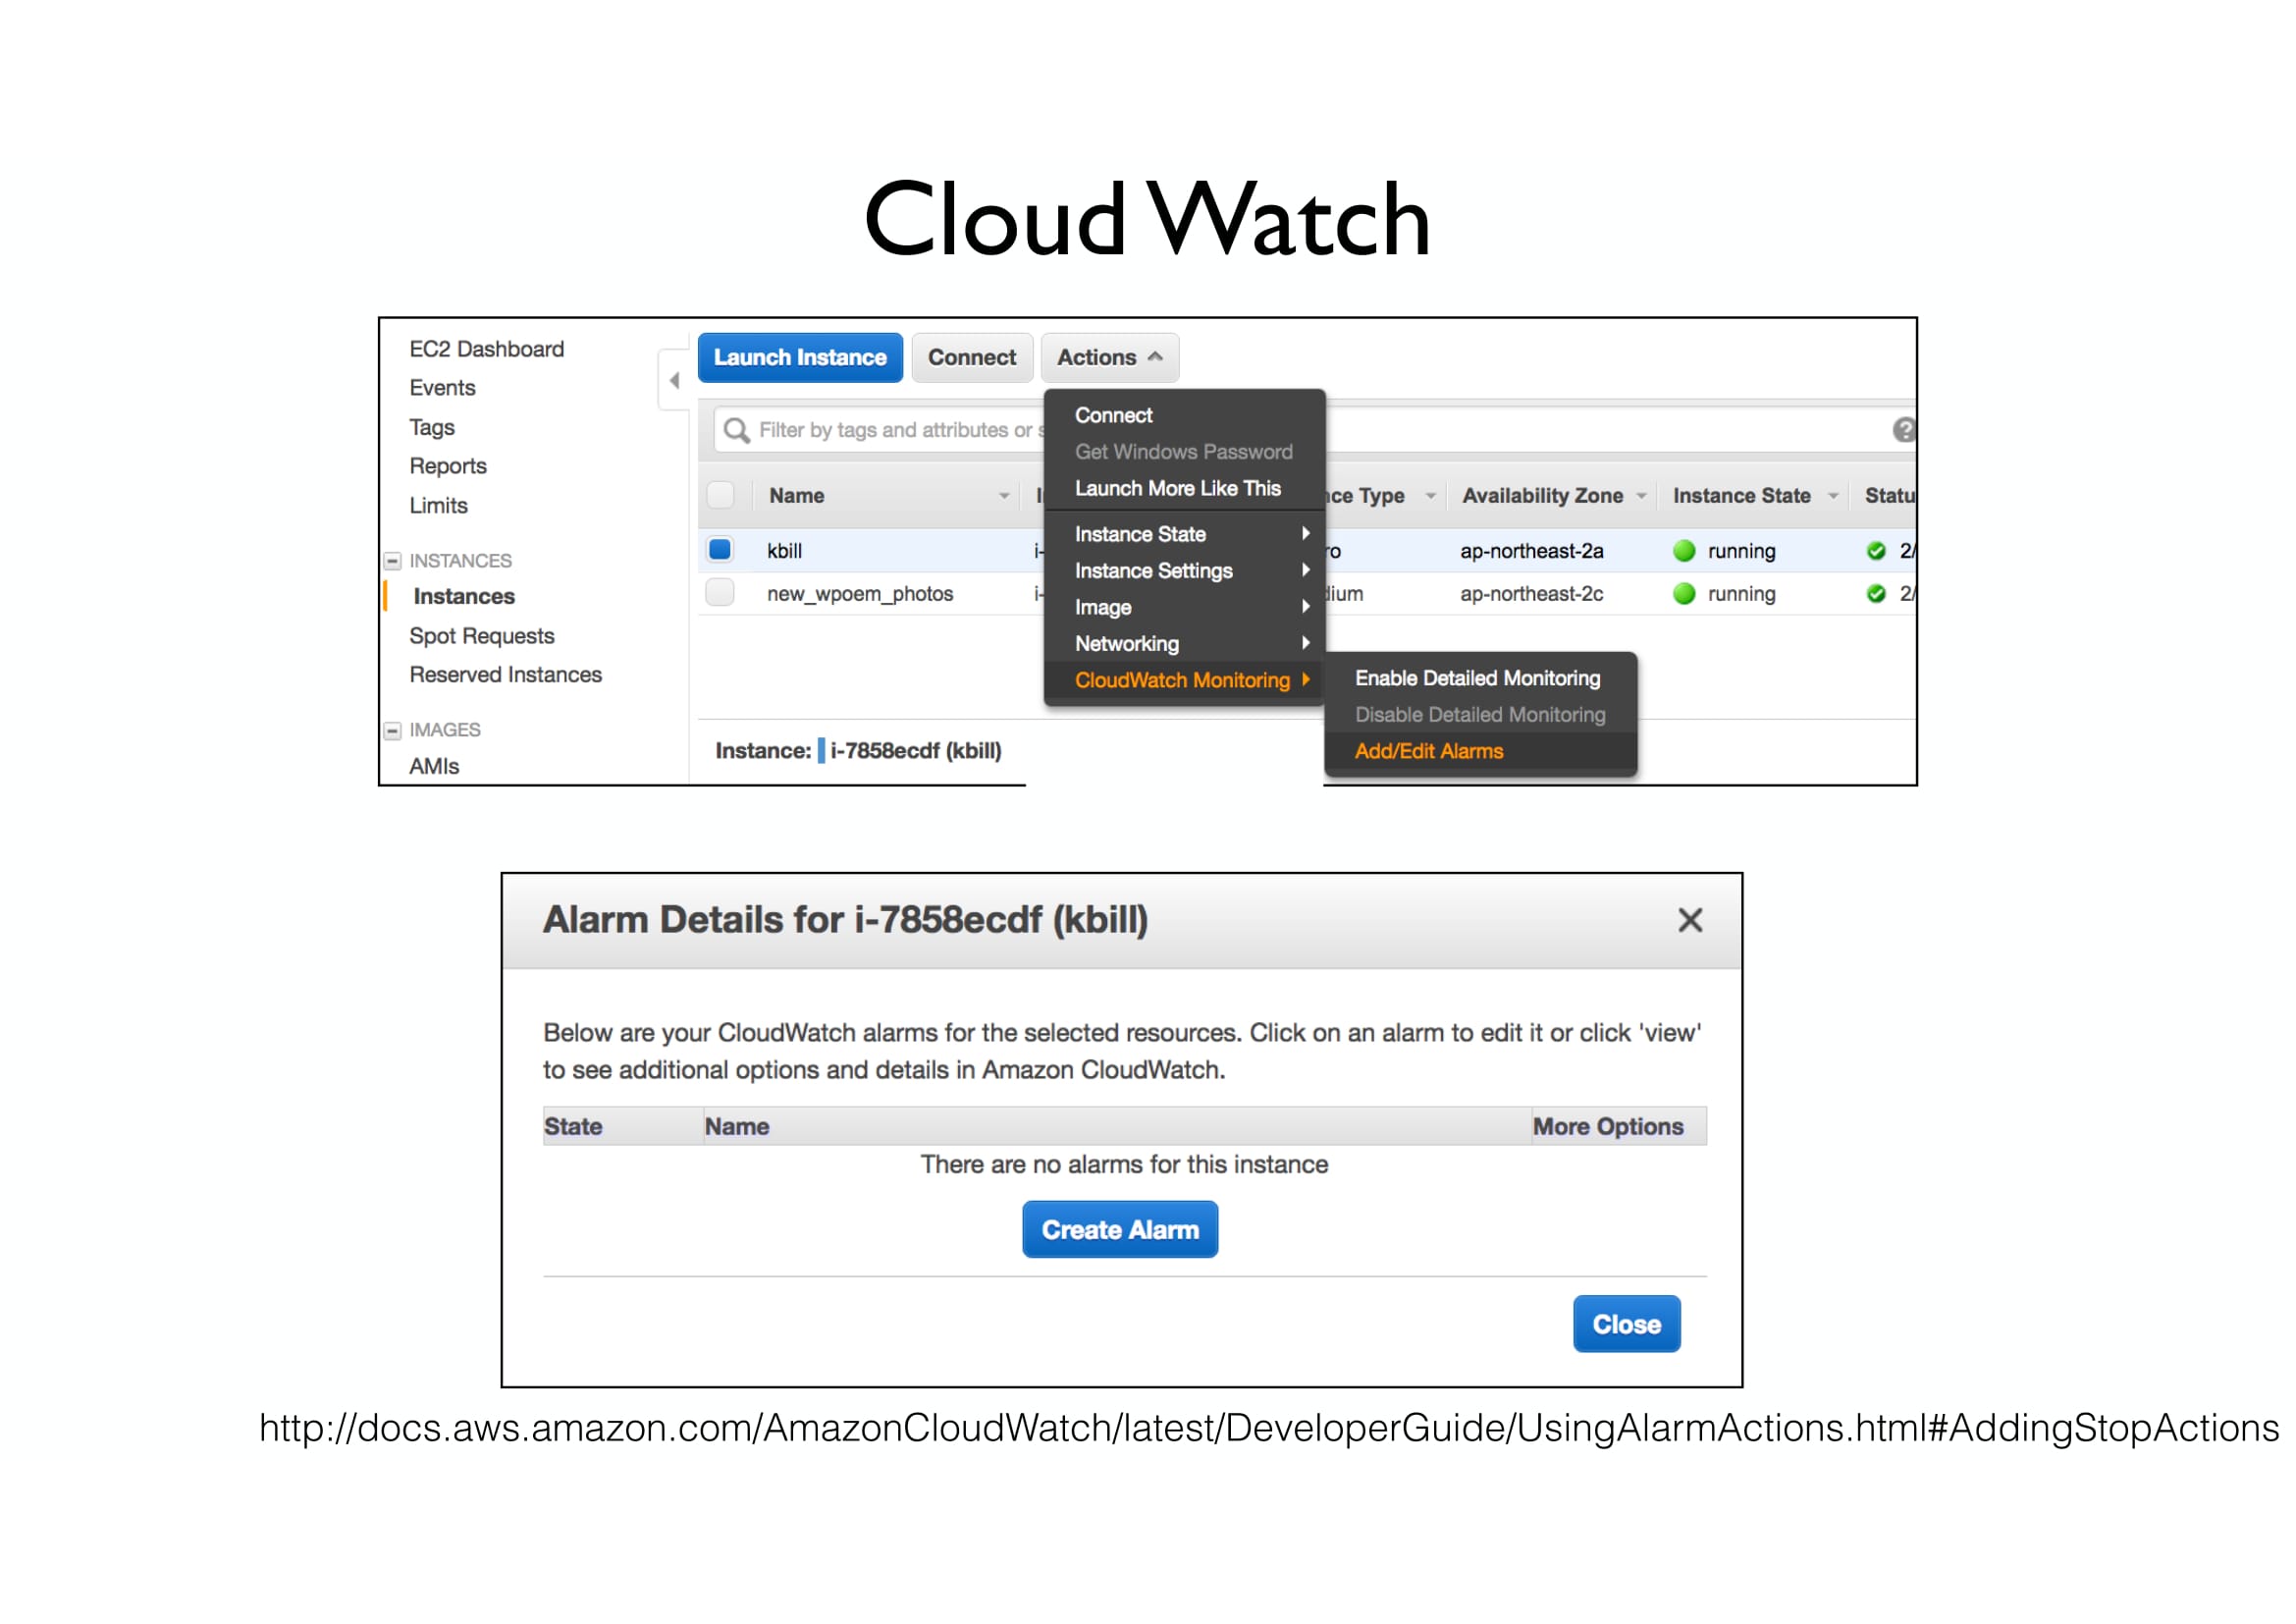 Cloud Watch
EC2 Dashboard
Events
Tags
Reports
Limits
INSTANCES
Instances
Spot Requests
Reserved Instances
IMAGES
AMIs
Launch Instance Connect Actions
Filter by tags and attributes or
Name Type Availability Zone Instance State
kbill ap-northeast-2a running
new_wpoem_photos ap-northeast-2c running
Connect
Get Windows Password
Launch More Like This
Instance State
Instance Settings
Image
Networking
CloudWatch Monitoring
Enable Detailed Monitoring
Disable Detailed Monitoring
Add/Edit Alarms
Instance: i-7858ecdf (kbill)
Alarm Details for i-7858ecdf (kbill)
Below are your CloudWatch alarms for the selected resources. Click on an alarm to edit it or click 'view'
to see additional options and details in Amazon CloudWatch.
State Name More Options
There are no alarms for this instance
Create Alarm
Close
http://docs.aws.amazon.com/AmazonCloudWatch/latest/DeveloperGuide/UsingAlarmActions.html#AddingStopActions